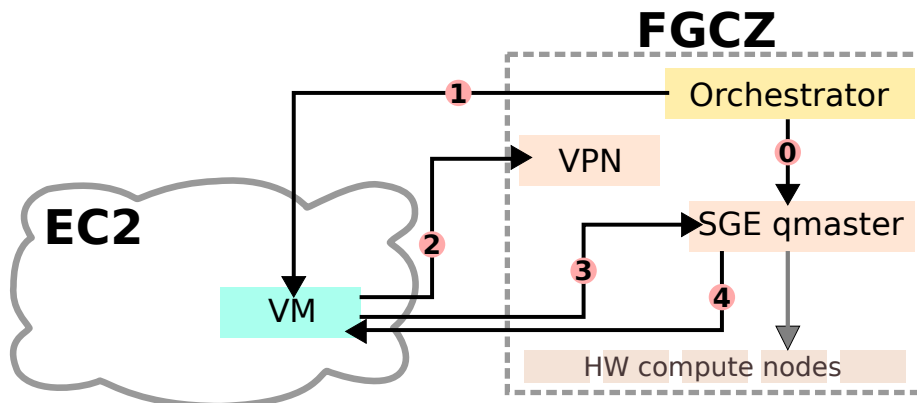 FGCZ
1
Orchestrator
0
VPN
EC2
2
SGE qmaster
3
4
VM
HW compute nodes